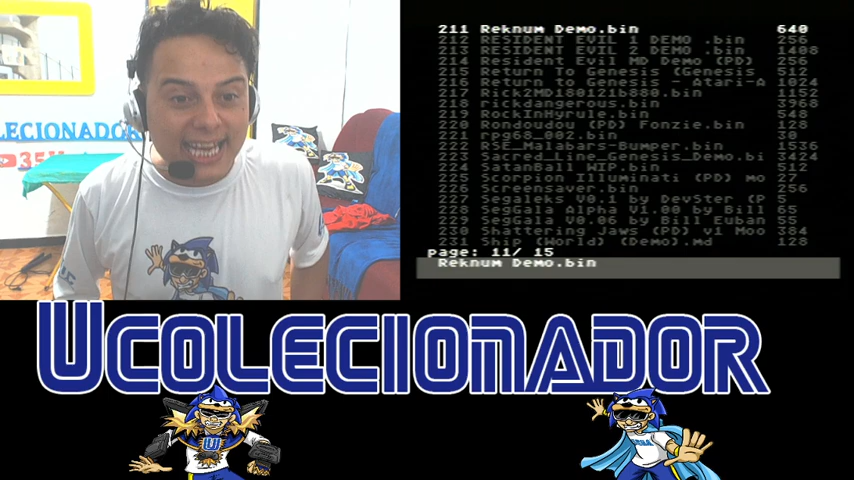 LECIONADOR
35
211 Reknum Demo.bin 640
212 RESIDENT EVIL 1 DEMO .bin 256
213 RESIDENT EVIL 2 DEMO .bin 1408
214 Resident Evil MD Demo (PD) 256
215 Return To Genesis (Genesis 512
216 Return to Genesis - Atari-A 1024
217 Rick2MD180121b880.bin 1152
218 rickdangerous.bin 3968
219 RockInHyrule.bin 548
220 Rondoudou (PD) Fonzie.bin 128
221 rpg68_002.bin 30
222 RSE_Malabars-Bumper.bin 1536
223 Sacred_Line_Genesis_Demo.bi 3424
224 SatanBall WIP.bin 512
225 Scorpion Illuminati (PD) mo
226 Screensaver.bin 256
227 Segaleks V0.1 by DevSter (P 5
228 SegGala Alpha V1.00 by Bill 65
229 SegGala V0.06 by Bill Euban 55
230 Shattering Jaws (PD) v1 Moo 384
231 Ship (World) (Demo).md 128
page: 11/ 15
Reknum Demo.bin
UCOLECIONADOR
U